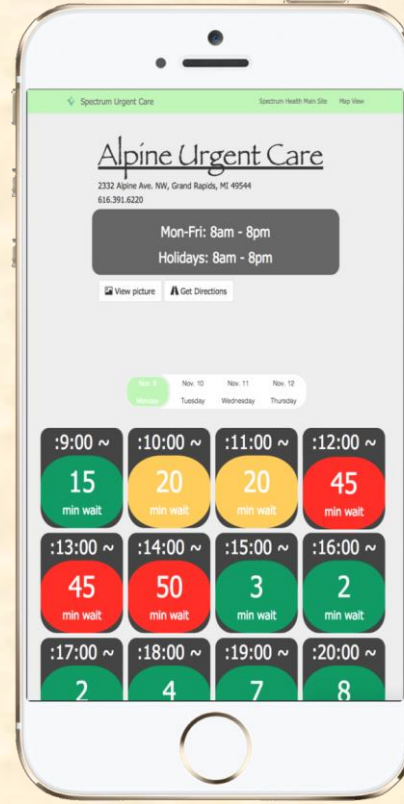 Spectrum Urgent Care Spectrum Health Main Site Map View
Alpine Urgent Care
2332 Alpine Ave. NW, Grand Rapids, MI 49544
616.391.6220
Mon-Fri: 8am - 8pm
Holidays: 8am - 8pm
View picture Get Directions
Nov. 9 Nov. 10 Nov. 11 Nov. 12
Monday Tuesday Wednesday Thursday
:9:00 ~ :10:00 ~ :11:00 ~ :12:00 ~
15 20 20 45
min wait min wait min wait min wait
:13:00 ~ :14:00 ~ :15:00 ~ :16:00 ~
45 50 3 2
min wait min wait min wait min wait
:17:00 ~ :18:00 ~ :19:00 ~ :20:00 ~
2 4 7 8